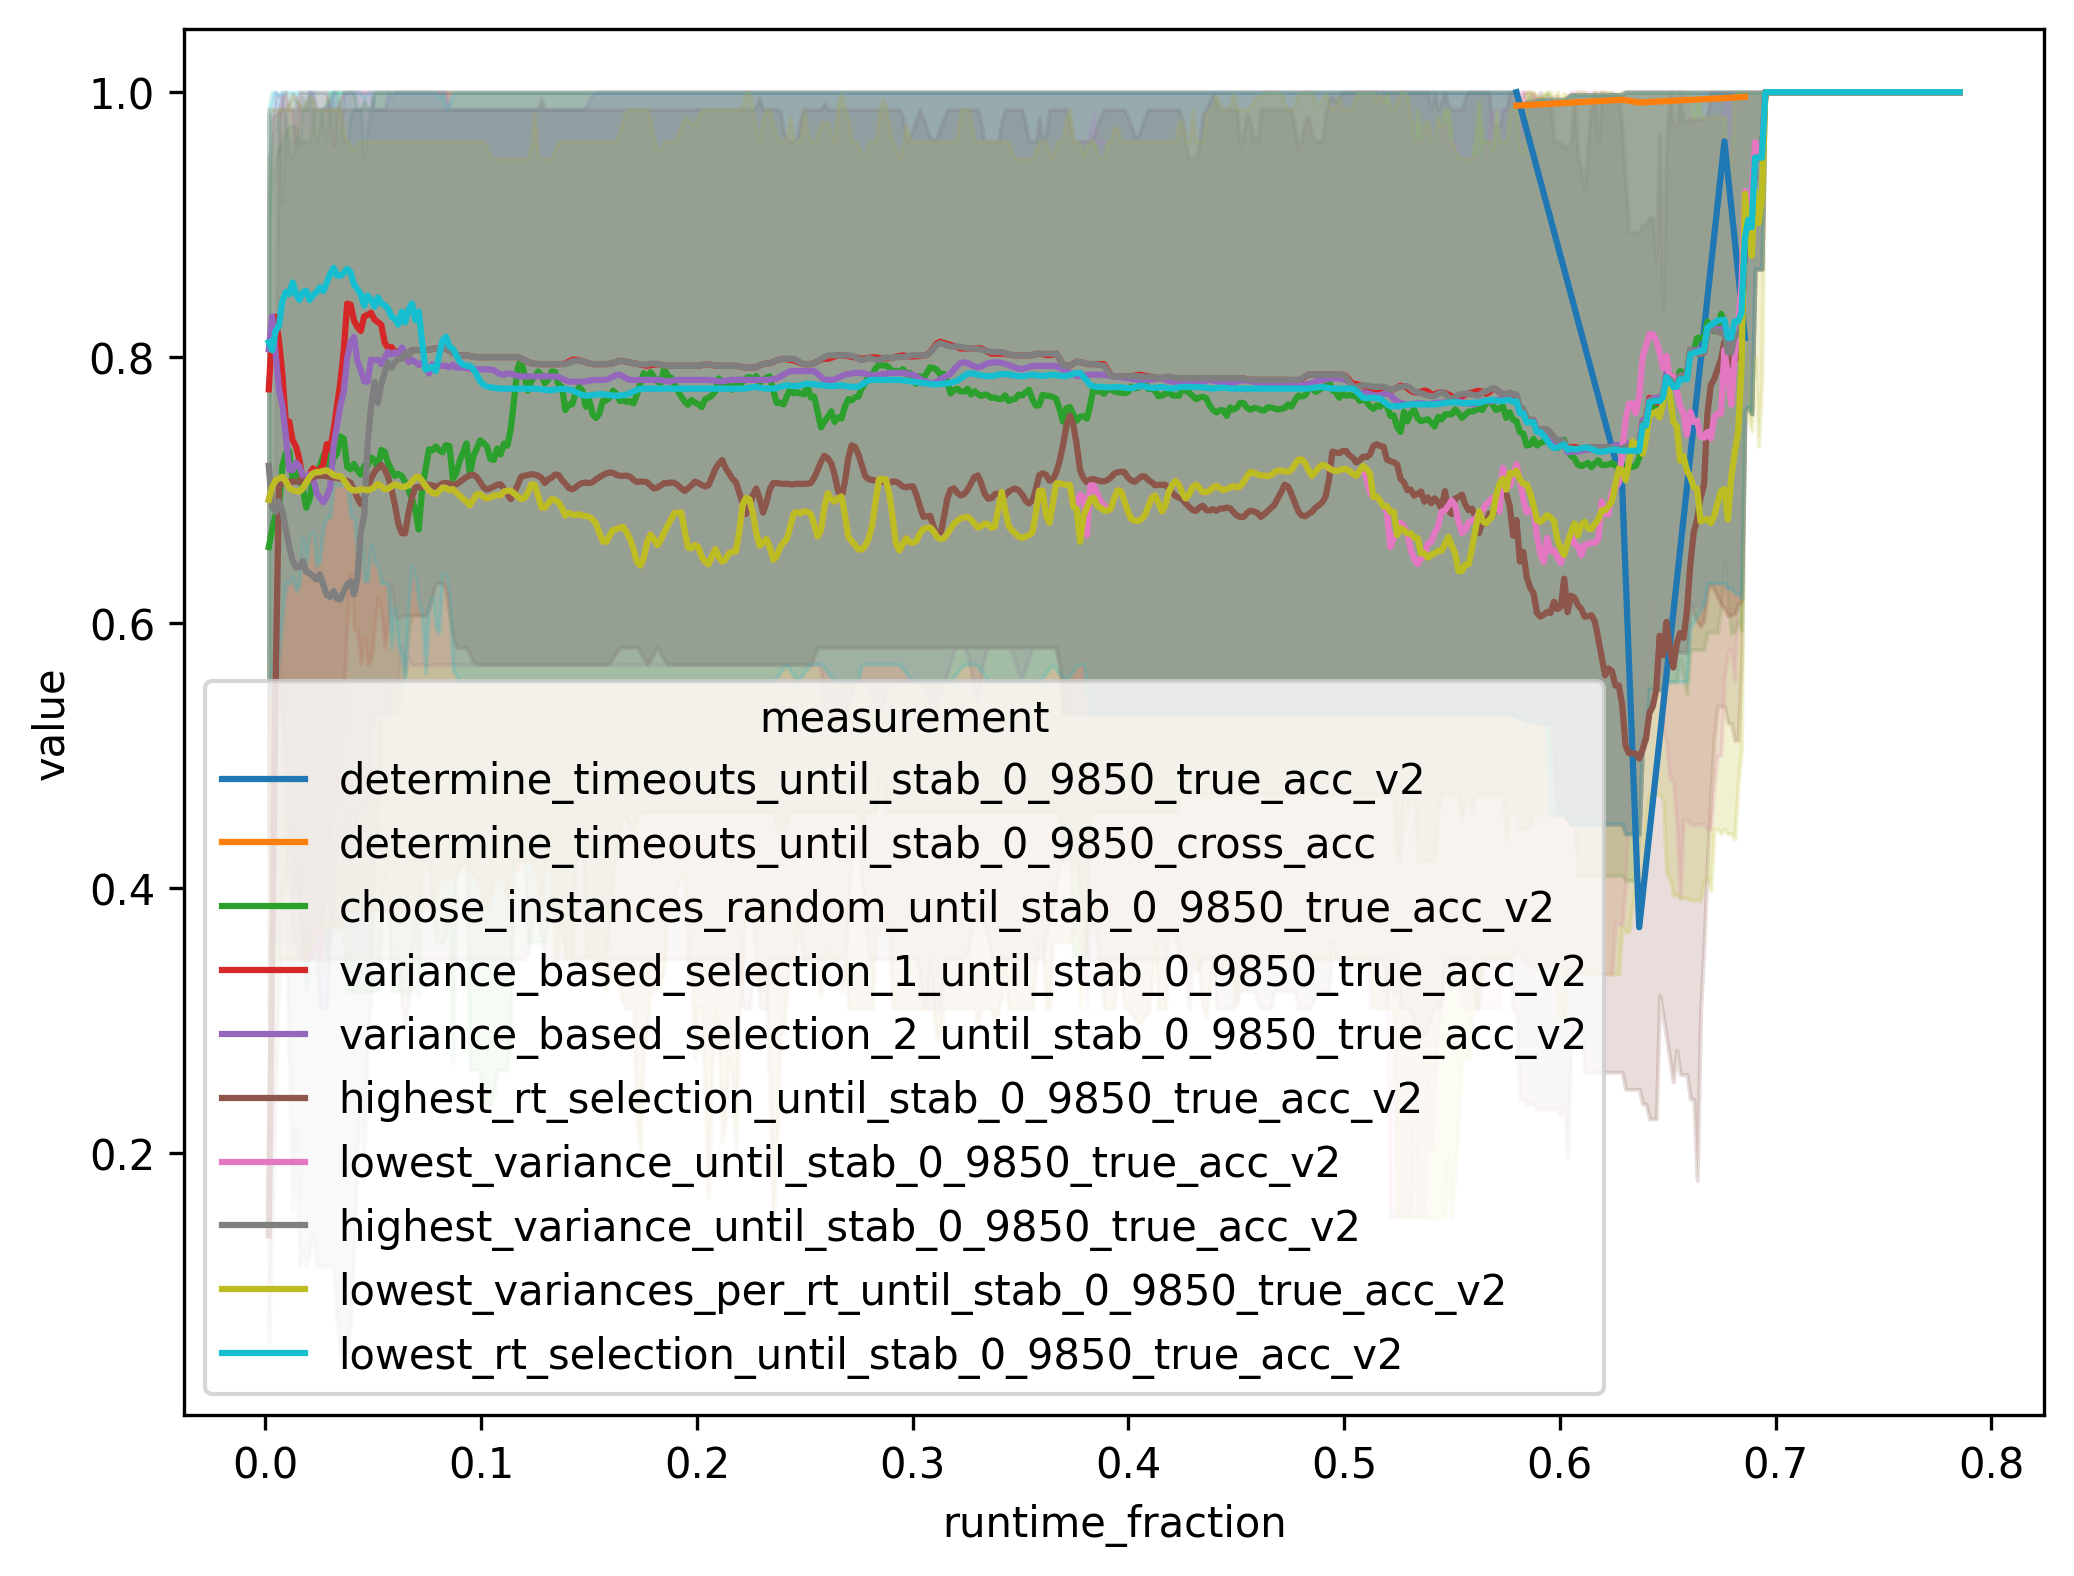 1.0
0.8
0.6
0.4
0.2
value
measurement
determine_timeouts_until_stab_0_9850_true_acc_v2
determine_timeouts_until_stab_0_9850_cross_acc
choose_instances_random_until_stab_0_9850_true_acc_v2
variance_based_selection_1_until_stab_0_9850_true_acc_v2
variance_based_selection_2_until_stab_0_9850_true_acc_v2
highest_rt_selection_until_stab_0_9850_true_acc_v2
lowest_variance_until_stab_0_9850_true_acc_v2
highest_variance_until_stab_0_9850_true_acc_v2
lowest_variances_per_rt_until_stab_0_9850_true_acc_v2
lowest_rt_selection_until_stab_0_9850_true_acc_v2
0.0 0.1 0.2 0.3 0.4 0.5 0.6 0.7 0.8
runtime_fraction